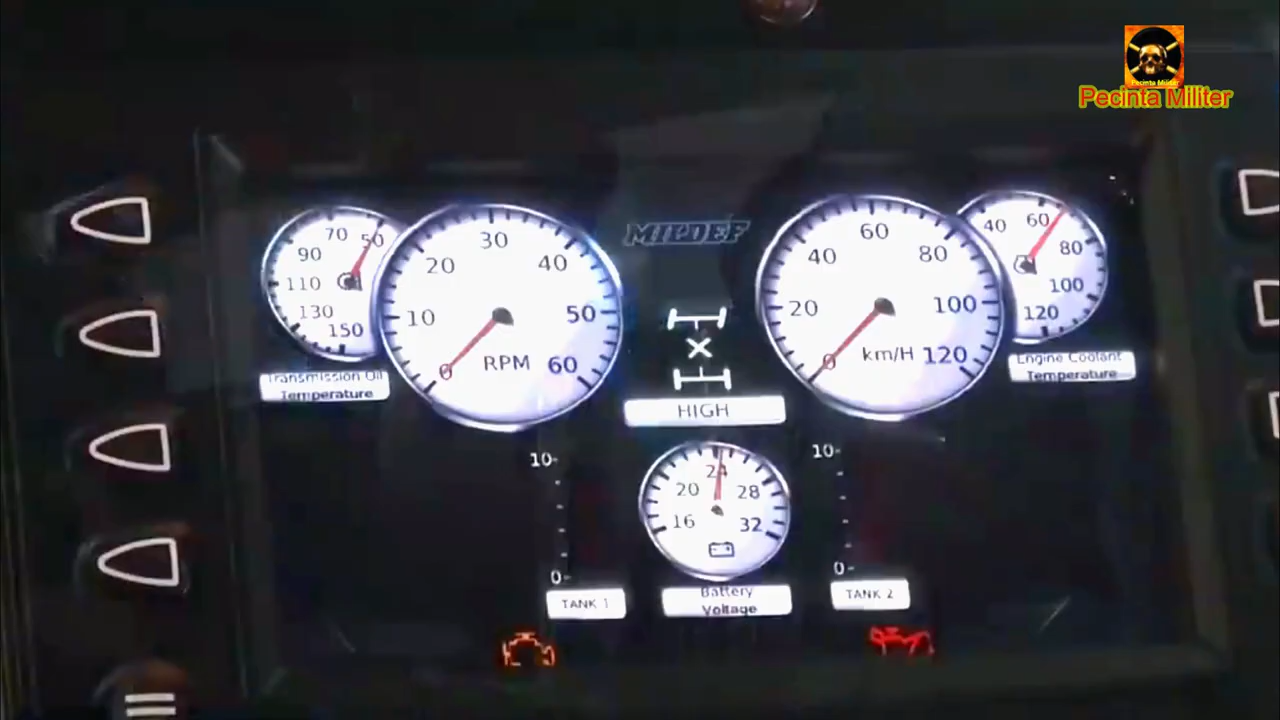 Pecinta Militer
Pecinta Militer
MILDEF
70 50
90
110
130
150
Transmission Oil
Temperature
30
20 40
10 50
0 RPM 60
60
40 80
20 100
0 km/H 120
60
40 80
100
120
Engine Coolant
Temperature
HIGH
24
20 28
16 32
Battery
Voltage
10-
0-
TANK 1
10-
0-
TANK 2